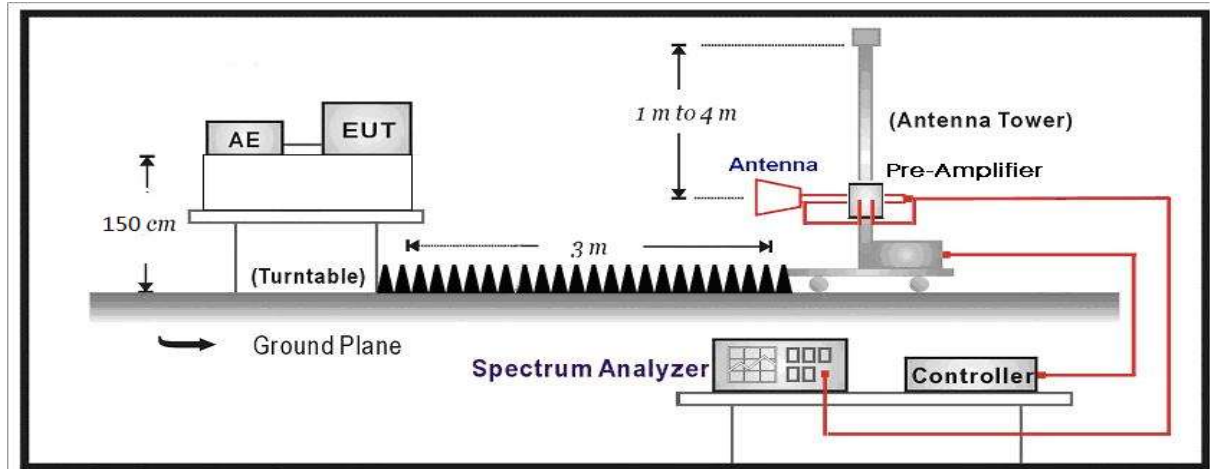 1 m to 4 m
(Antenna Tower)
AE
EUT
Antenna
Pre-Amplifier
150 cm
3 m
(Turntable)
Ground Plane
Spectrum Analyzer
Controller